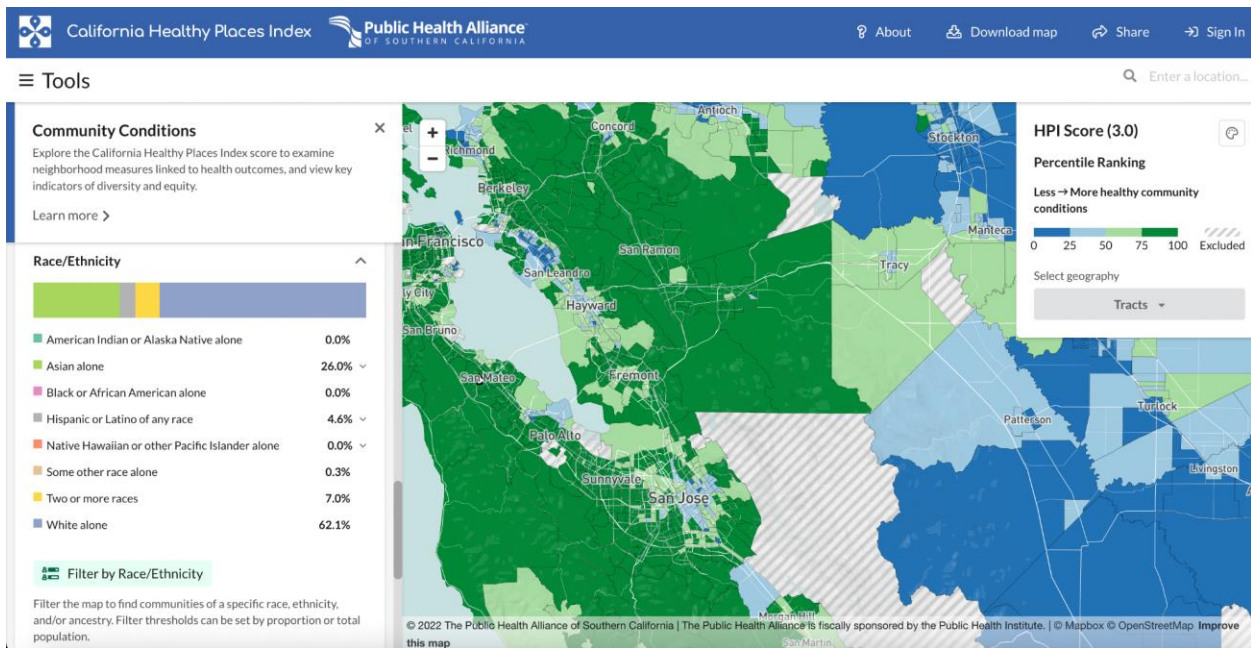 California Healthy Places Index
Public Health Alliance
OF SOUTHERN CALIFORNIA
About
Download map
Share
Sign In
Tools
Enter a location...
Community Conditions
Explore the California Healthy Places Index score to examine
neighborhood measures linked to health outcomes, and view key
indicators of diversity and equity.
Learn more
Race/Ethnicity
American Indian or Alaska Native alone 0.0%
Asian alone 26.0%
Black or African American alone 0.0%
Hispanic or Latino of any race 4.6%
Native Hawaiian or other Pacific Islander alone 0.0%
Some other race alone 0.3%
Two or more races 7.0%
White alone 62.1%
Filter by Race/Ethnicity
Filter the map to find communities of a specific race, ethnicity,
and/or ancestry. Filter thresholds can be set by proportion or total
population.
+
−
Antioch
Concord
Stockton
Richmond
Berkeley
Manteca
n Francisco
San Ramon
Tracy
San Leandro
ly City
Hayward
San Bruno
San Mateo
Fremont
Turlock
Patterson
Palo Alto
Livingston
Sunnyvale
San Jose
Morgan Hill
San Martin
HPI Score (3.0)
Percentile Ranking
Less → More healthy community
conditions
0 25 50 75 100 Excluded
Select geography
Tracts
© 2022 The Public Health Alliance of Southern California | The Public Health Alliance is fiscally sponsored by the Public Health Institute. | © Mapbox © OpenStreetMap Improve
this map